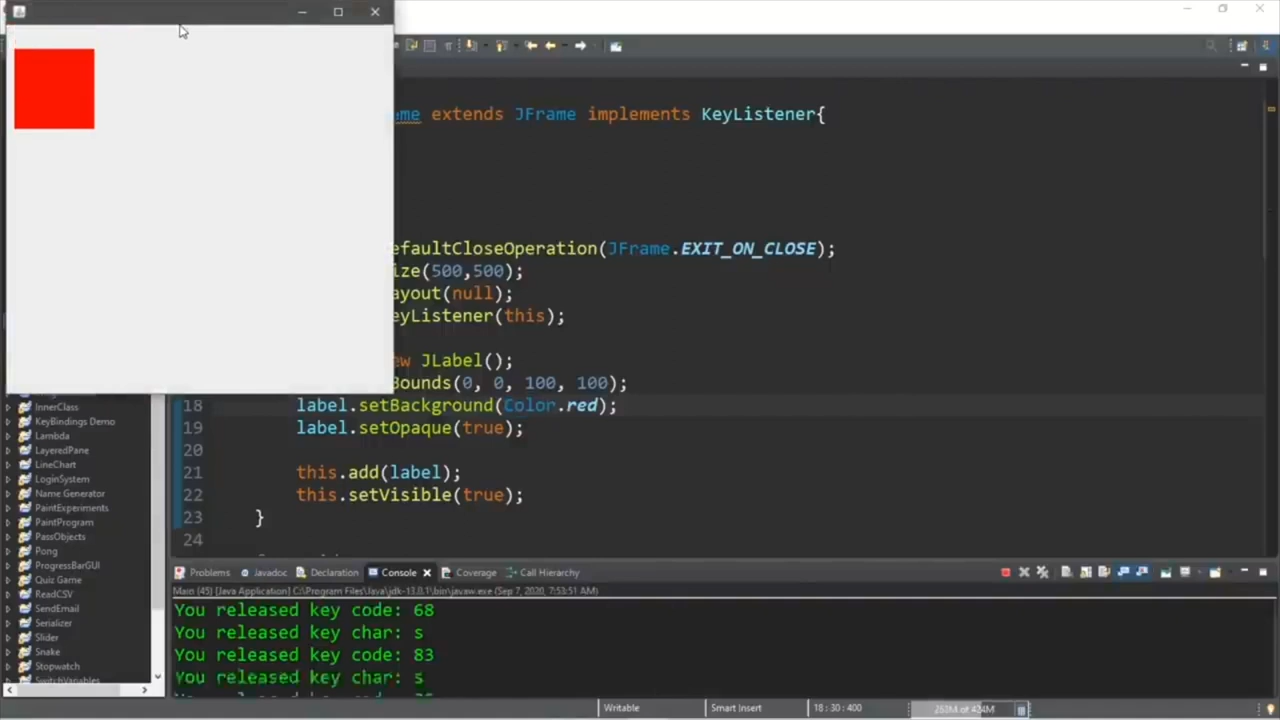 me extends JFrame implements KeyListener{
efaultCloseOperation(JFrame.EXIT_ON_CLOSE);
ize(500,500);
ayout(null);
eyListener(this);
ew JLabel();
Bounds(0, 0, 100, 100);
18 label.setBackground(Color.red);
19 label.setOpaque(true);
20
21 this.add(label);
22 this.setVisible(true);
23 }
24
InnerClass
KeyBindings Demo
Lambda
LayeredPane
LineChart
LoginSystem
Name Generator
PaintExperiments
PaintProgram
PassObjects
Pong
ProgressBarGUI
Quiz Game
ReadCSV
SendEmail
Serializer
Slider
Snake
Stopwatch
SwitchVariables
Problems Javadoc Declaration Console Coverage Call Hierarchy
Main (45) [Java Application] C:\Program Files\Java\jdk-13.0.1\bin\javaw.exe (Sep 7, 2020, 7:53:51 AM)
You released key code: 68
You released key char: s
You released key code: 83
You released key char: s
Writable Smart Insert 18 : 30 : 400